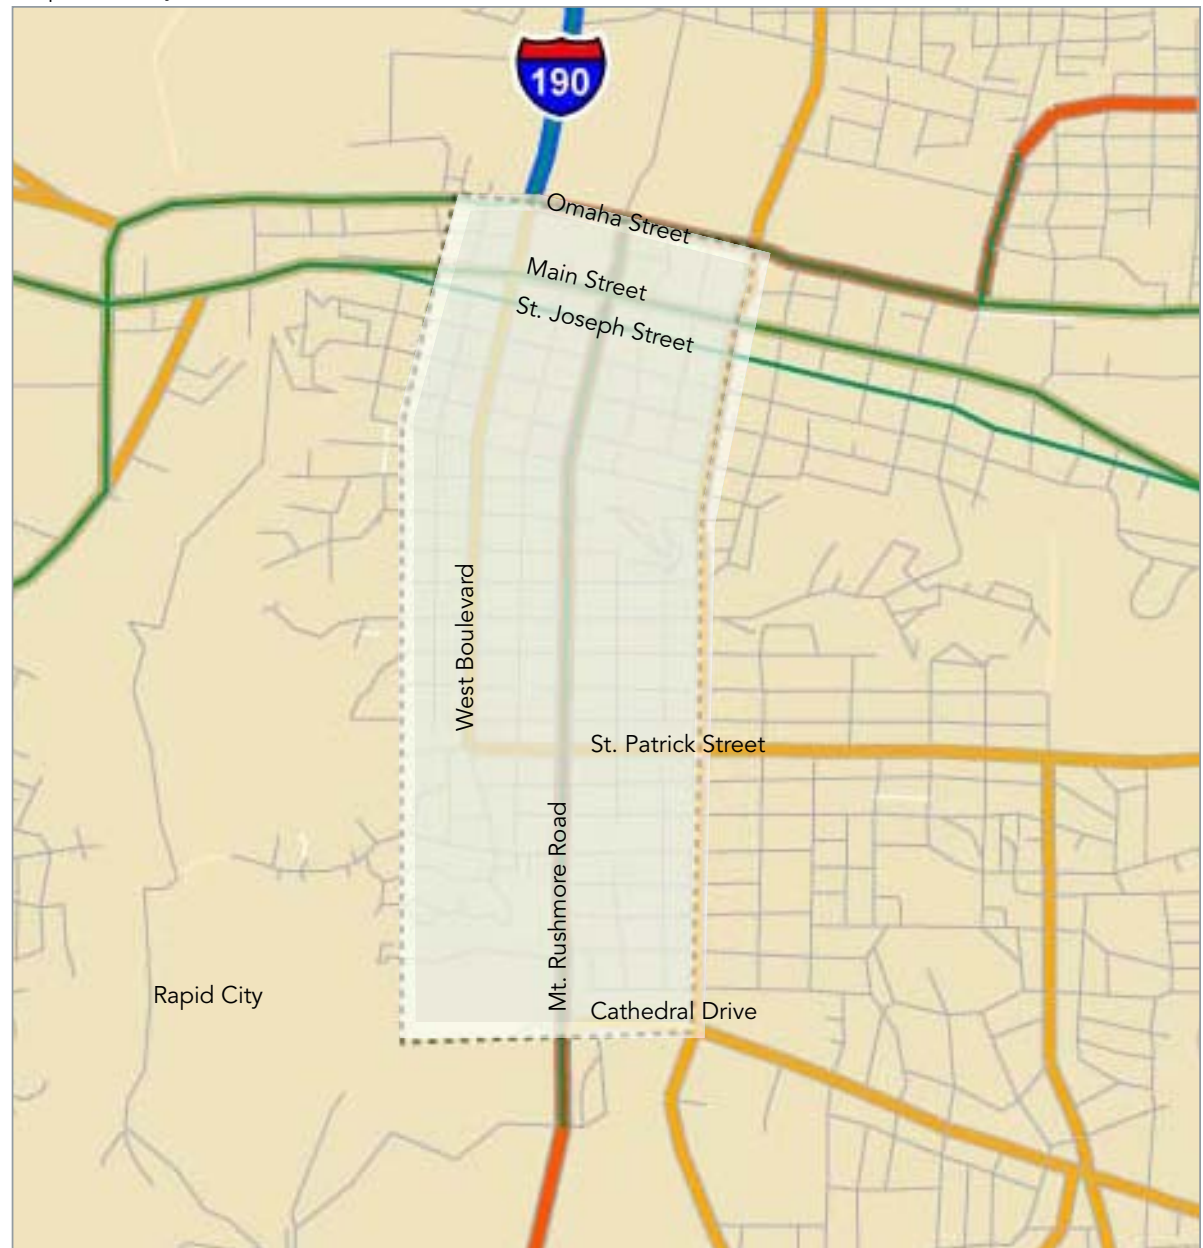 190
Omaha Street
Main Street
St. Joseph Street
West Boulevard
St. Patrick Street
Mt. Rushmore Road
Rapid City
Cathedral Drive